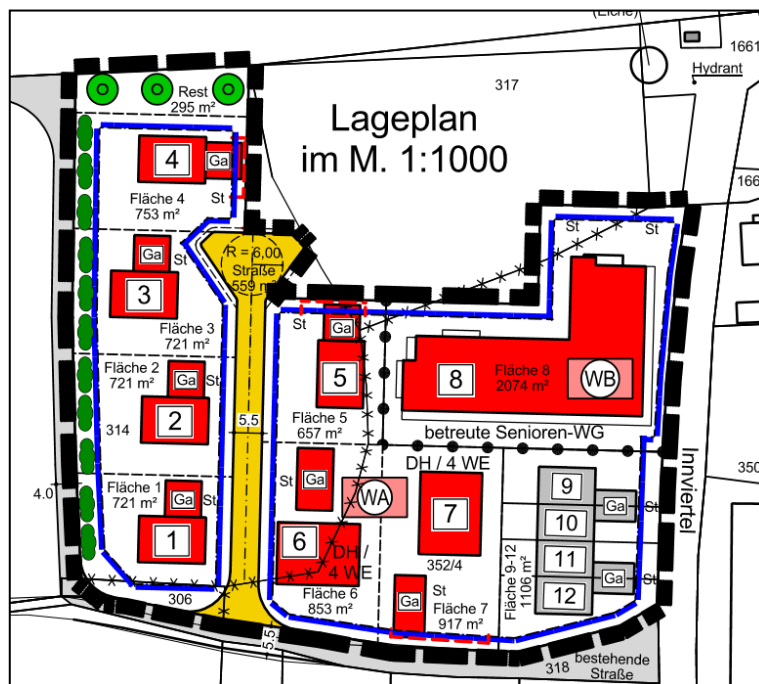 (Eiche)
1661
Hydrant
317
Rest
295 m²
Lageplan
im M. 1:1000
4
Ga
St
Fläche 4
753 m²
166
St
St
R = 6,00
Straße
559 m²
Ga
St
3
Fläche 3
721 m²
St
Ga
5
8
Fläche 8
2074 m²
WB
Fläche 2
721 m²
Ga
St
2
314
5.5
Fläche 5
657 m²
betreute Senioren-WG
Innviertel
350
4.0
Fläche 1
721 m²
Ga
St
1
St
Ga
WA
DH / 4 WE
7
352/4
9
10
11
12
Ga
St
Ga
St
6
DH /
4 WE
Fläche 6
853 m²
Ga
St
Fläche 7
917 m²
Fläche 9-12
1106 m²
306
5.5
318
bestehende
Straße